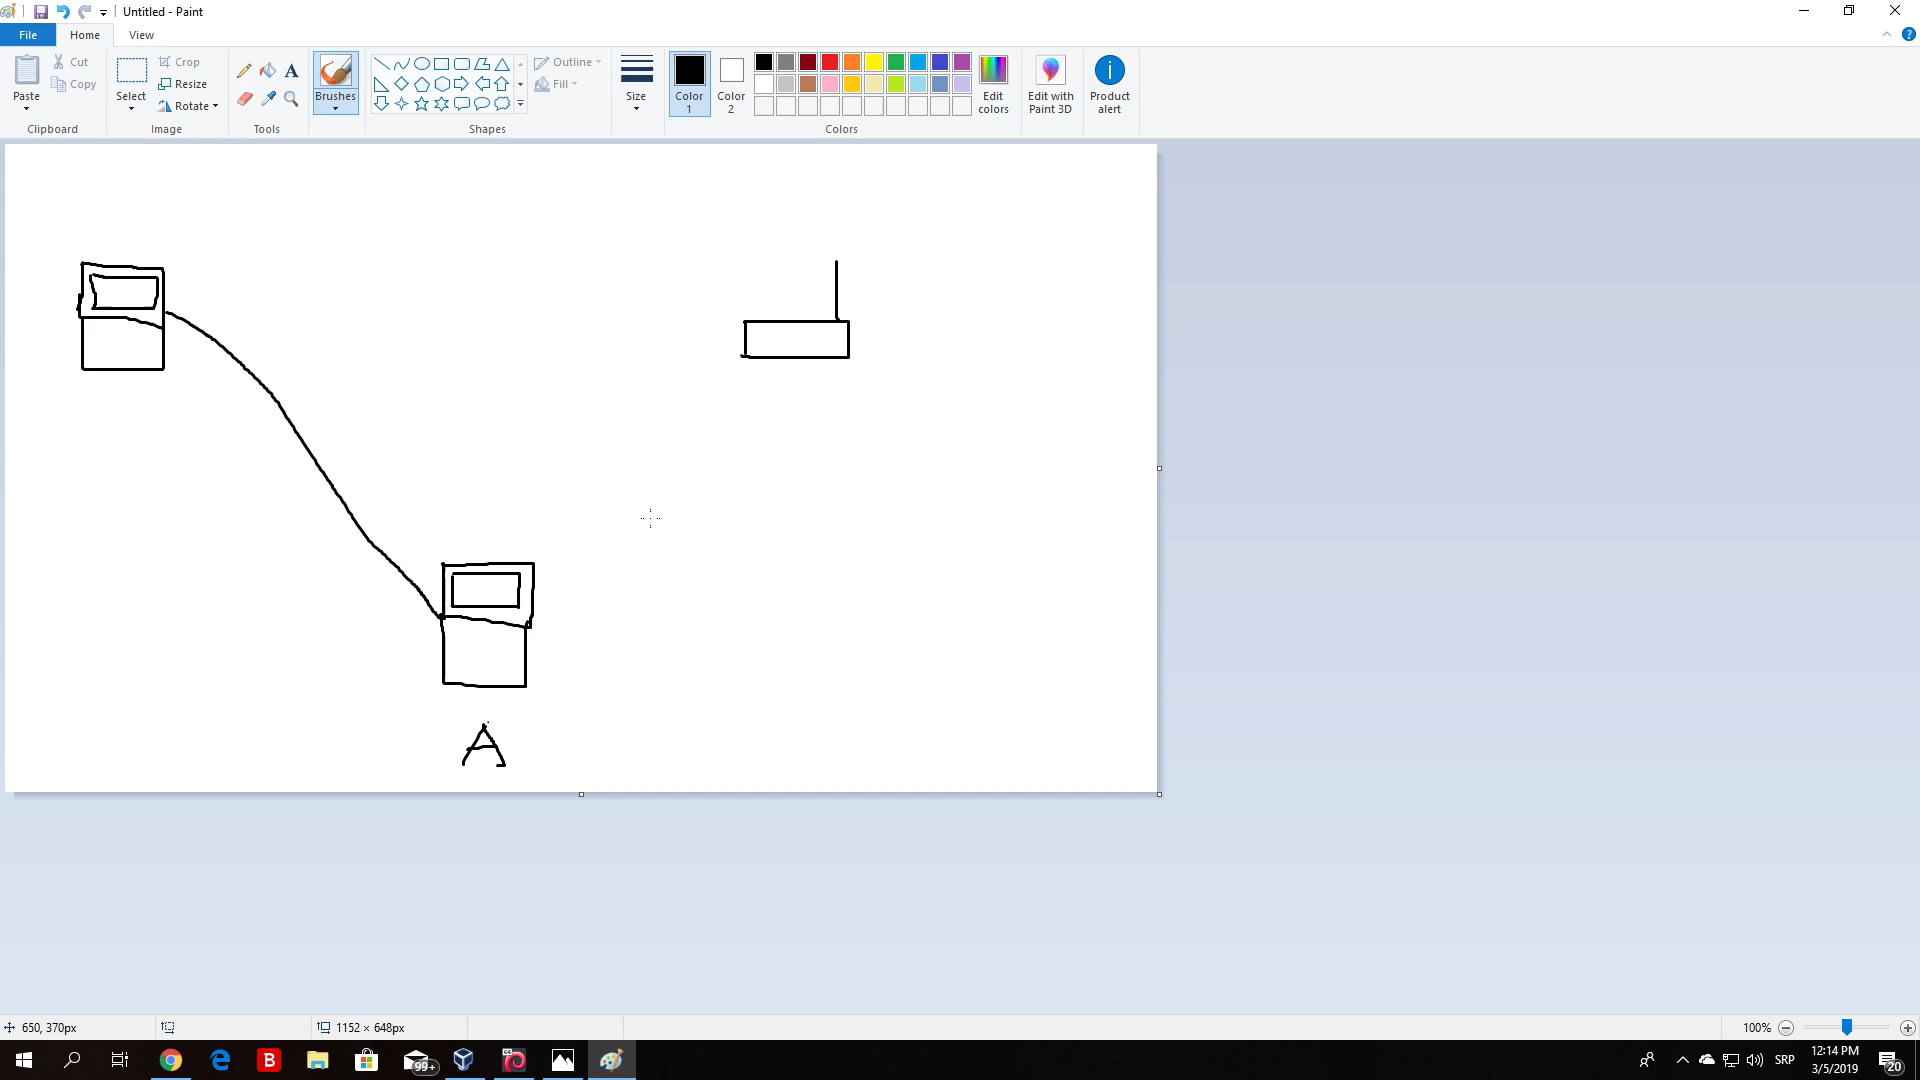 Untitled - Paint
File Home View
Paste
Cut
Copy
Clipboard
Select
Crop
Resize
Rotate
Image
Tools
Brushes
Shapes
Outline
Fill
Size
Color 1
Color 2
Colors
Edit colors
Edit with Paint 3D
Product alert
A
650, 370px
1152 × 648px
100%
99+
SRP
12:14 PM
3/5/2019
20